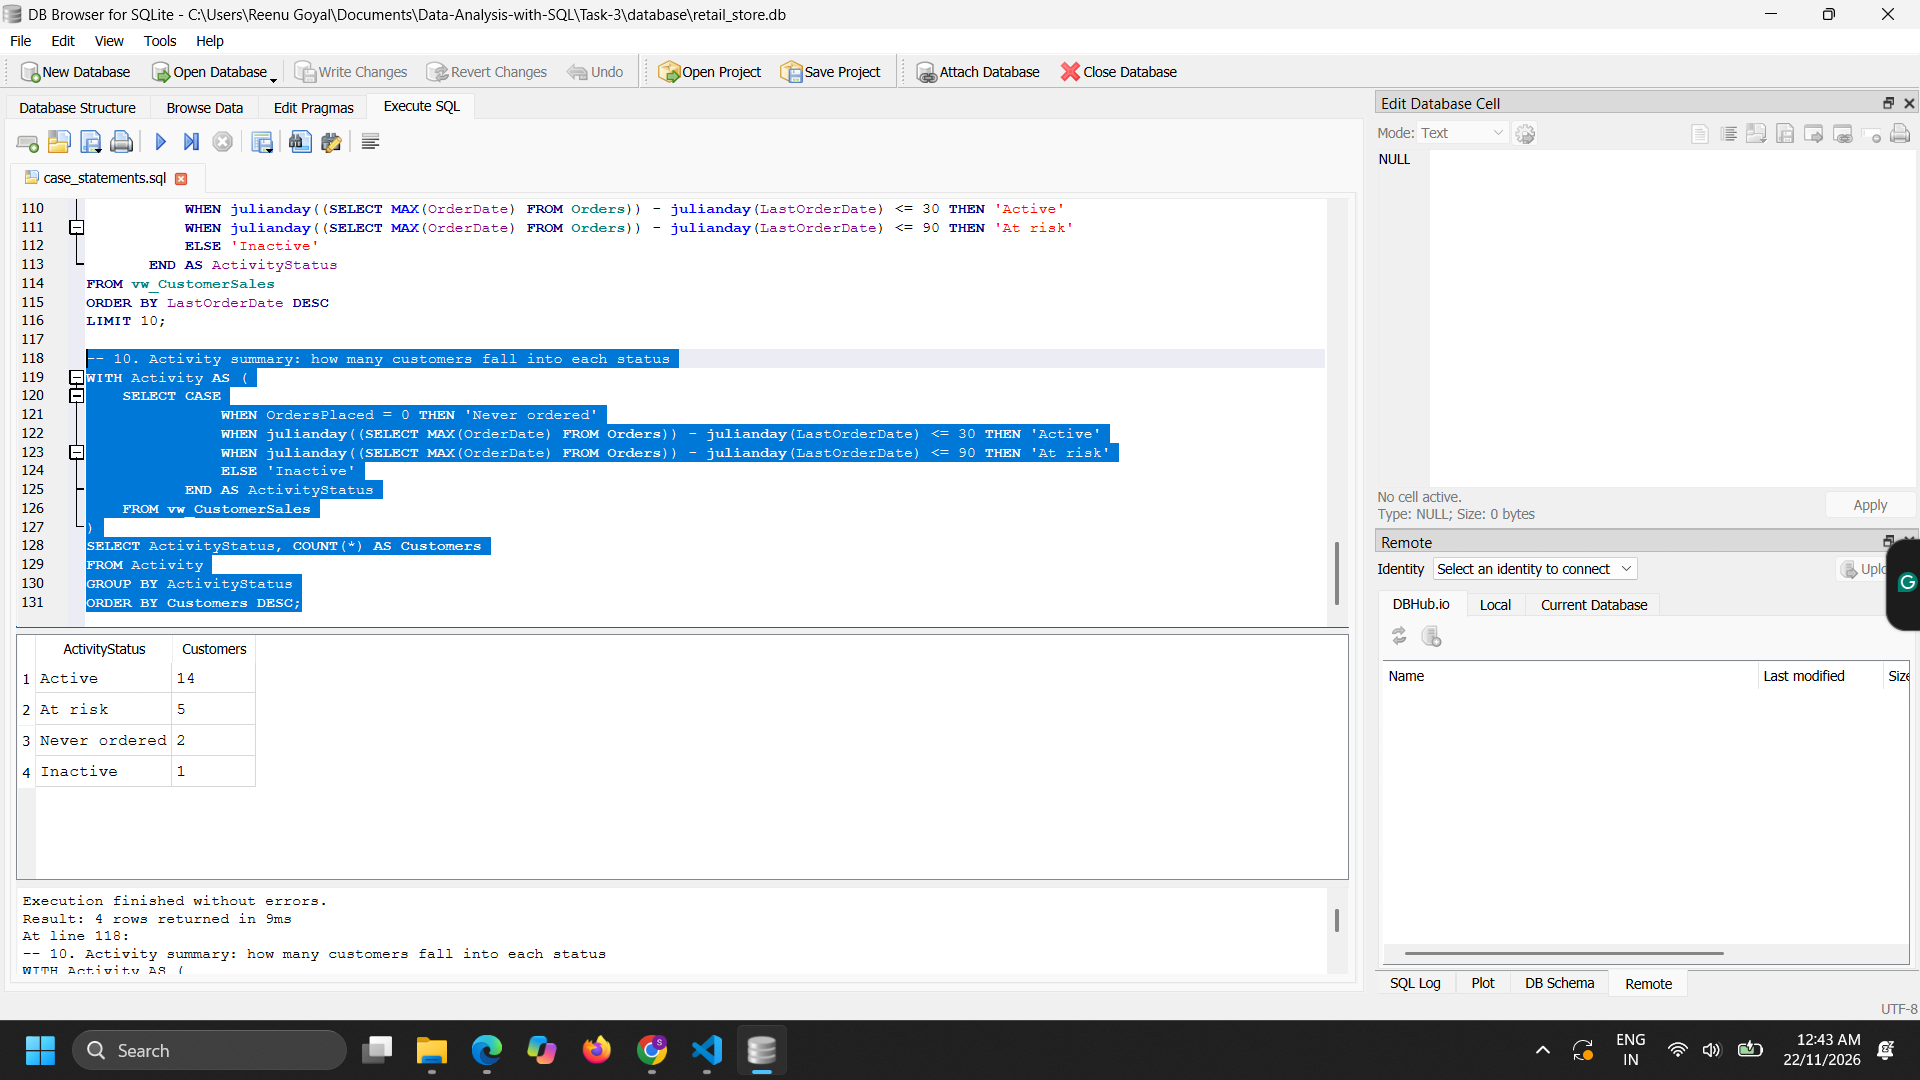 DB Browser for SQLite - C:\Users\Reenu Goyal\Documents\Data-Analysis-with-SQL\Task-3\database\retail_store.db
File Edit View Tools Help
New Database Open Database Write Changes Revert Changes Undo Open Project Save Project Attach Database Close Database
Database Structure Browse Data Edit Pragmas Execute SQL
case_statements.sql
110 WHEN julianday((SELECT MAX(OrderDate) FROM Orders)) - julianday(LastOrderDate) <= 30 THEN 'Active'
111 WHEN julianday((SELECT MAX(OrderDate) FROM Orders)) - julianday(LastOrderDate) <= 90 THEN 'At risk'
112 ELSE 'Inactive'
113 END AS ActivityStatus
114 FROM vw_CustomerSales
115 ORDER BY LastOrderDate DESC
116 LIMIT 10;
117
118 -- 10. Activity summary: how many customers fall into each status
119 WITH Activity AS (
120 SELECT CASE
121 WHEN OrdersPlaced = 0 THEN 'Never ordered'
122 WHEN julianday((SELECT MAX(OrderDate) FROM Orders)) - julianday(LastOrderDate) <= 30 THEN 'Active'
123 WHEN julianday((SELECT MAX(OrderDate) FROM Orders)) - julianday(LastOrderDate) <= 90 THEN 'At risk'
124 ELSE 'Inactive'
125 END AS ActivityStatus
126 FROM vw_CustomerSales
127 )
128 SELECT ActivityStatus, COUNT(*) AS Customers
129 FROM Activity
130 GROUP BY ActivityStatus
131 ORDER BY Customers DESC;
ActivityStatus Customers
1 Active 14
2 At risk 5
3 Never ordered 2
4 Inactive 1
Execution finished without errors.
Result: 4 rows returned in 9ms
At line 118:
-- 10. Activity summary: how many customers fall into each status
WITH Activity AS (
Edit Database Cell
Mode: Text
NULL
No cell active.
Type: NULL; Size: 0 bytes
Apply
Remote
Identity Select an identity to connect Uplo
DBHub.io Local Current Database
Name Last modified Size
SQL Log Plot DB Schema Remote
UTF-8
Search
ENG
IN
12:43 AM
22/11/2026